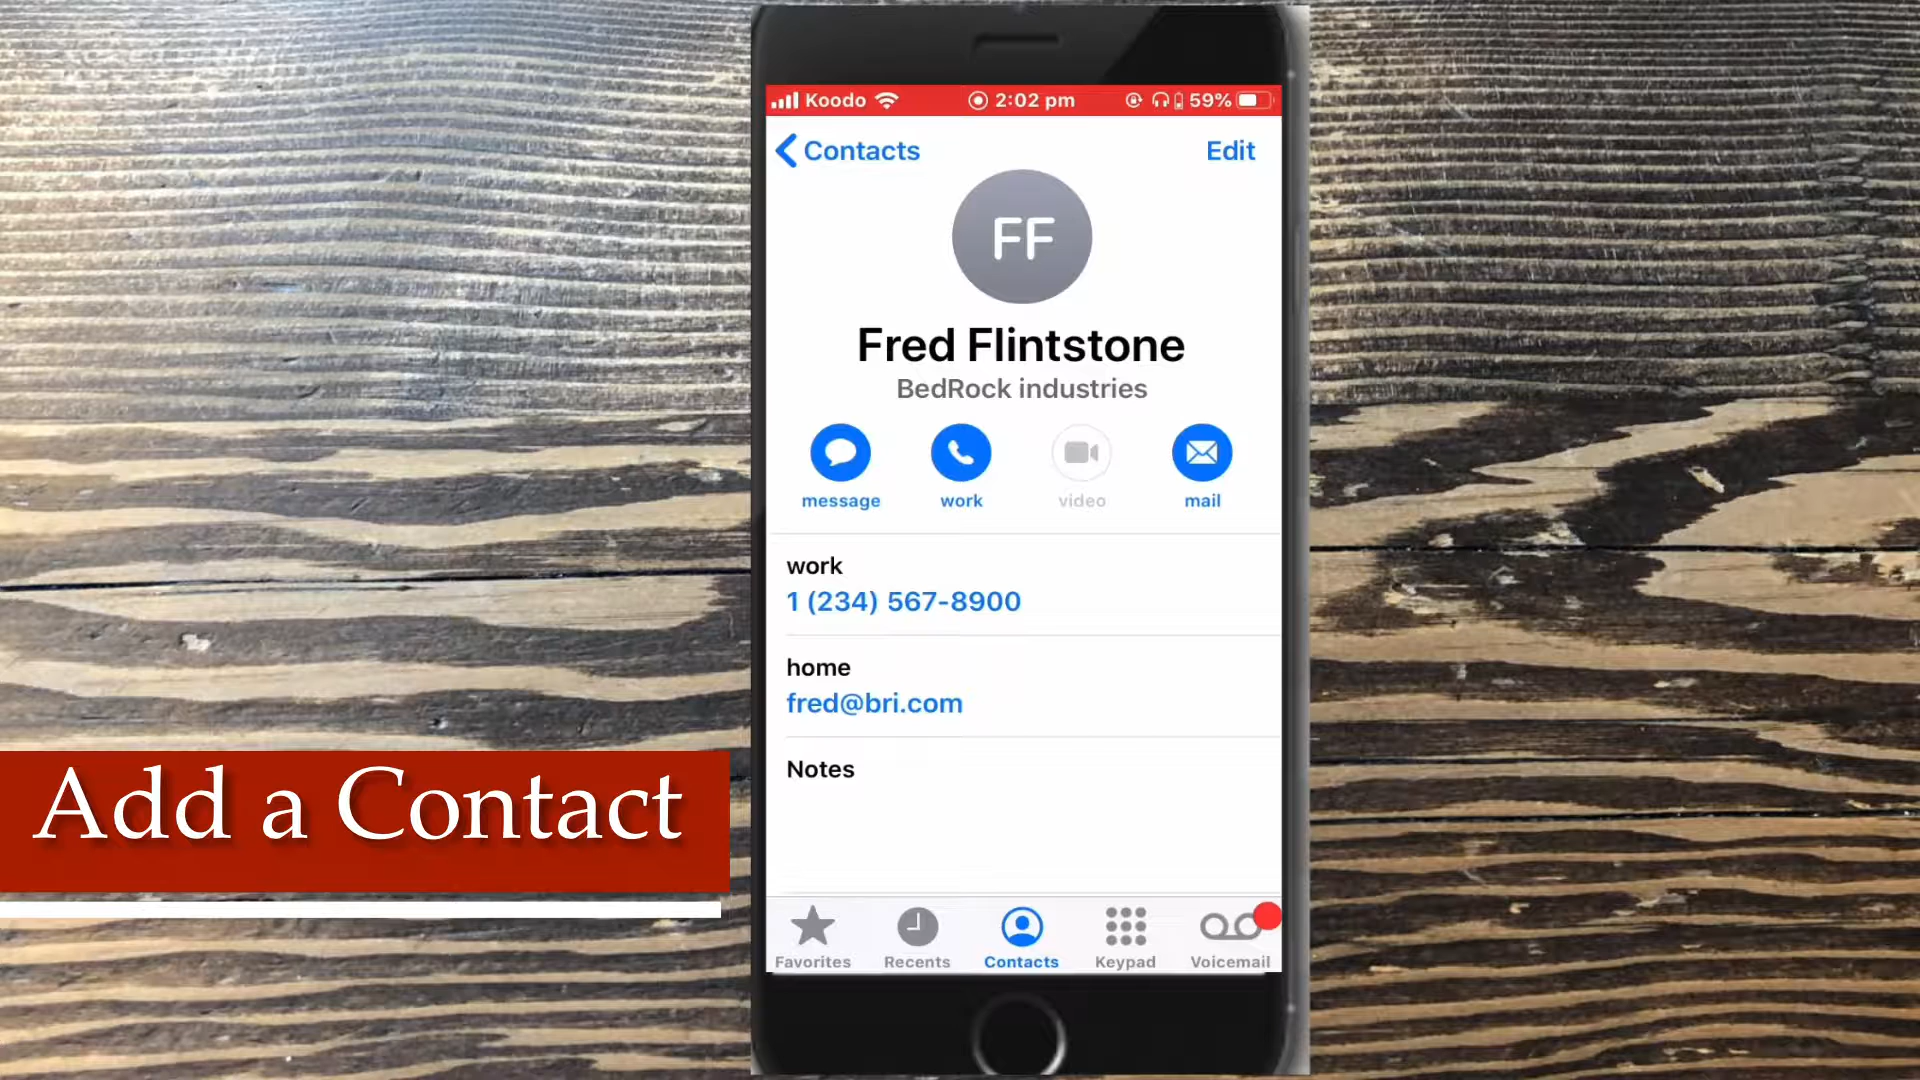 Koodo 2:02 pm 59%
Contacts Edit
FF
Fred Flintstone
BedRock industries
message work video mail
work
1 (234) 567-8900
home
fred@bri.com
Notes
Add a Contact
Favorites Recents Contacts Keypad Voicemail